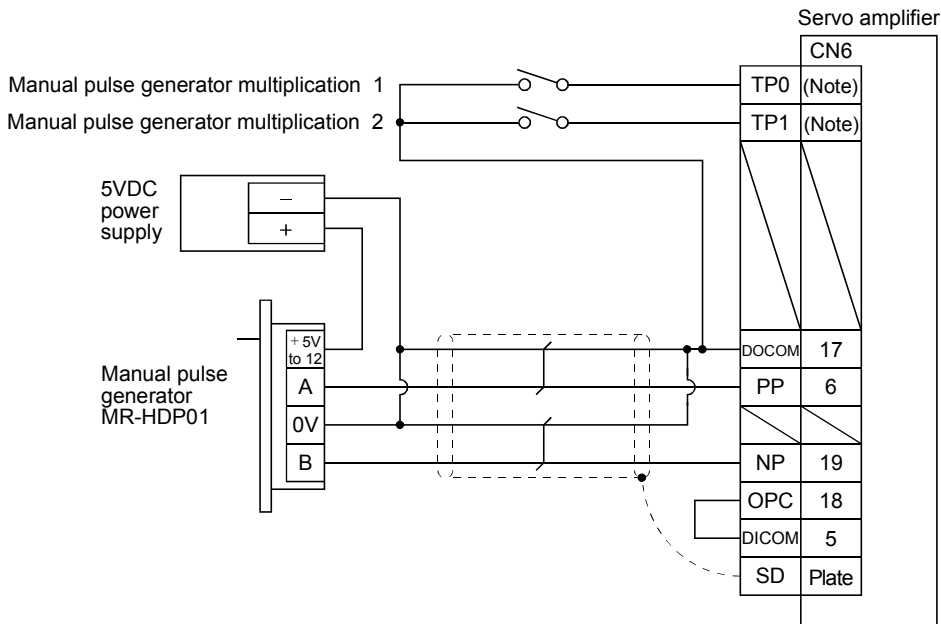 Servo amplifier
CN6
Manual pulse generator multiplication 1
TP0 (Note)
Manual pulse generator multiplication 2
TP1 (Note)
5VDC
power
supply
−
+
Manual pulse
generator
MR-HDP01
+5V
to 12
A
0V
B
DOCOM 17
PP 6
NP 19
OPC 18
DICOM 5
SD Plate